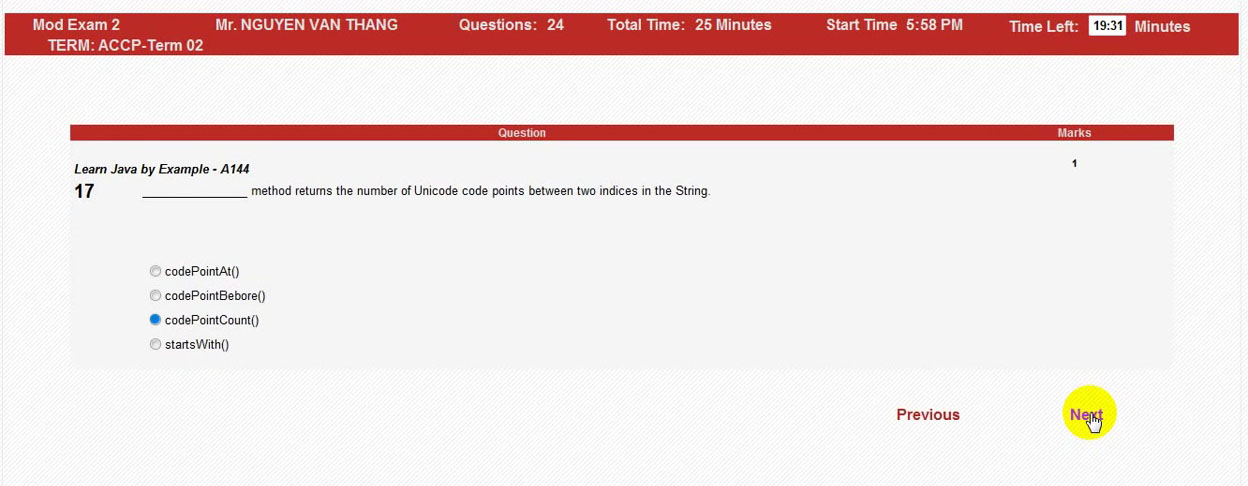 Mod Exam 2 Mr. NGUYEN VAN THANG Questions: 24 Total Time: 25 Minutes Start Time 5:58 PM Time Left: 19:31 Minutes
TERM: ACCP-Term 02
Question Marks
Learn Java by Example - A144 1
17 ________________ method returns the number of Unicode code points between two indices in the String.
codePointAt()
codePointBebore()
codePointCount()
startsWith()
Previous Next